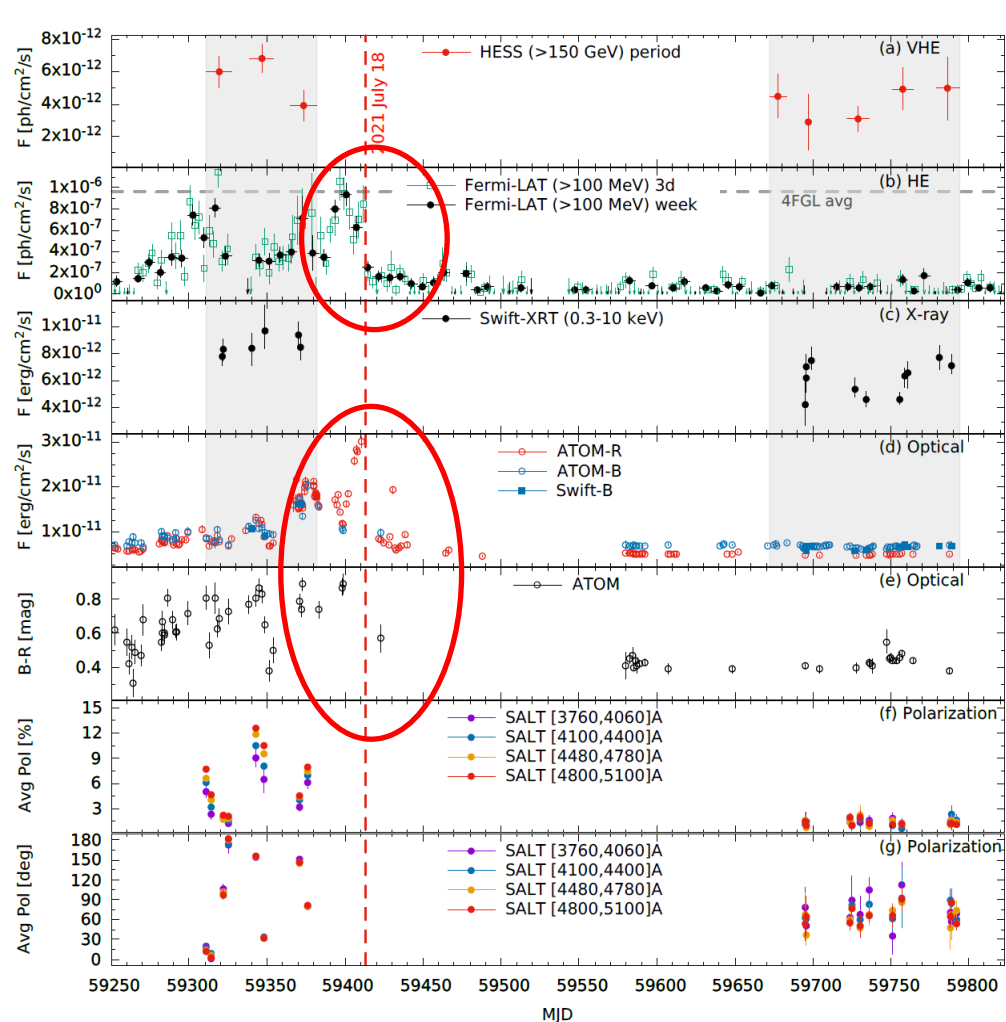 8x10-12
6x10-12
4x10-12
2x10-12
F [ph/cm2/s]
HESS (>150 GeV) period
(a) VHE
2021 July 18
1x10-6
8x10-7
6x10-7
4x10-7
2x10-7
0x100
F [ph/cm2/s]
Fermi-LAT (>100 MeV) 3d
Fermi-LAT (>100 MeV) week
(b) HE
4FGL avg
1x10-11
8x10-12
6x10-12
4x10-12
F [erg/cm2/s]
Swift-XRT (0.3-10 keV)
(c) X-ray
3x10-11
2x10-11
1x10-11
F [erg/cm2/s]
ATOM-R
ATOM-B
Swift-B
(d) Optical
0.8
0.6
0.4
B-R [mag]
ATOM
(e) Optical
15
12
9
6
3
Avg Pol [%]
SALT [3760,4060]A
SALT [4100,4400]A
SALT [4480,4780]A
SALT [4800,5100]A
(f) Polarization
180
150
120
90
60
30
0
Avg Pol [deg]
SALT [3760,4060]A
SALT [4100,4400]A
SALT [4480,4780]A
SALT [4800,5100]A
(g) Polarization
59250 59300 59350 59400 59450 59500 59550 59600 59650 59700 59750 59800
MJD